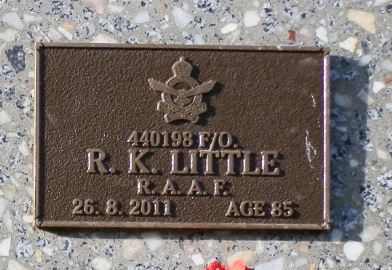 440198 F/O.
R. K. LITTLE
R.A.A.F.
26. 8. 2011 AGE 85